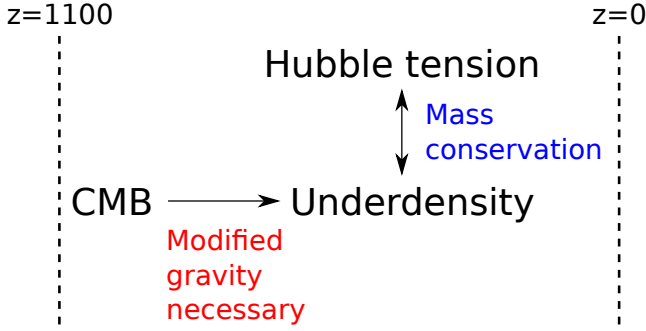 z=1100
z=0
Hubble tension
Mass
conservation
CMB
Underdensity
Modified
gravity
necessary